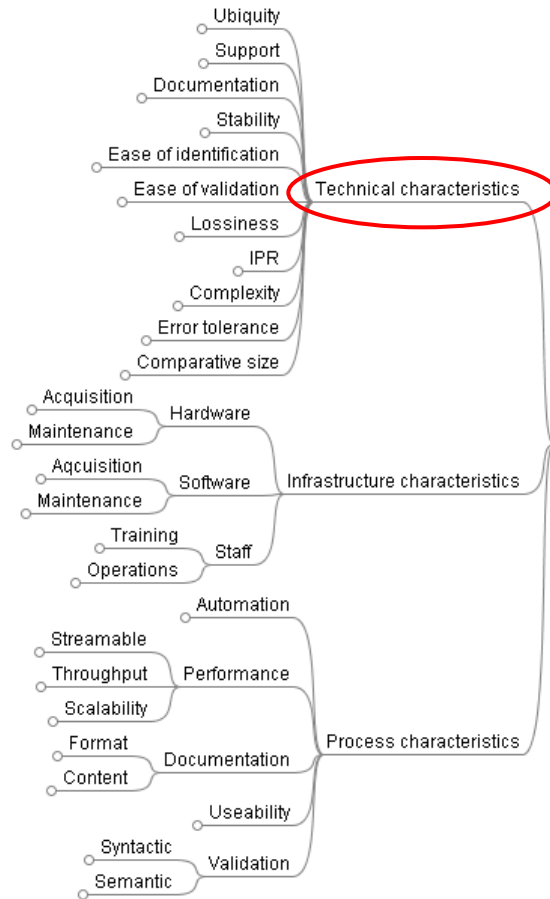 Ubiquity
Support
Documentation
Stability
Ease of identification
Ease of validation
Technical characteristics
Lossiness
IPR
Complexity
Error tolerance
Comparative size
Acquisition
Hardware
Maintenance
Aqcuisition
Software
Infrastructure characteristics
Maintenance
Training
Staff
Operations
Automation
Streamable
Throughput
Performance
Scalability
Format
Process characteristics
Documentation
Content
Useability
Syntactic
Validation
Semantic